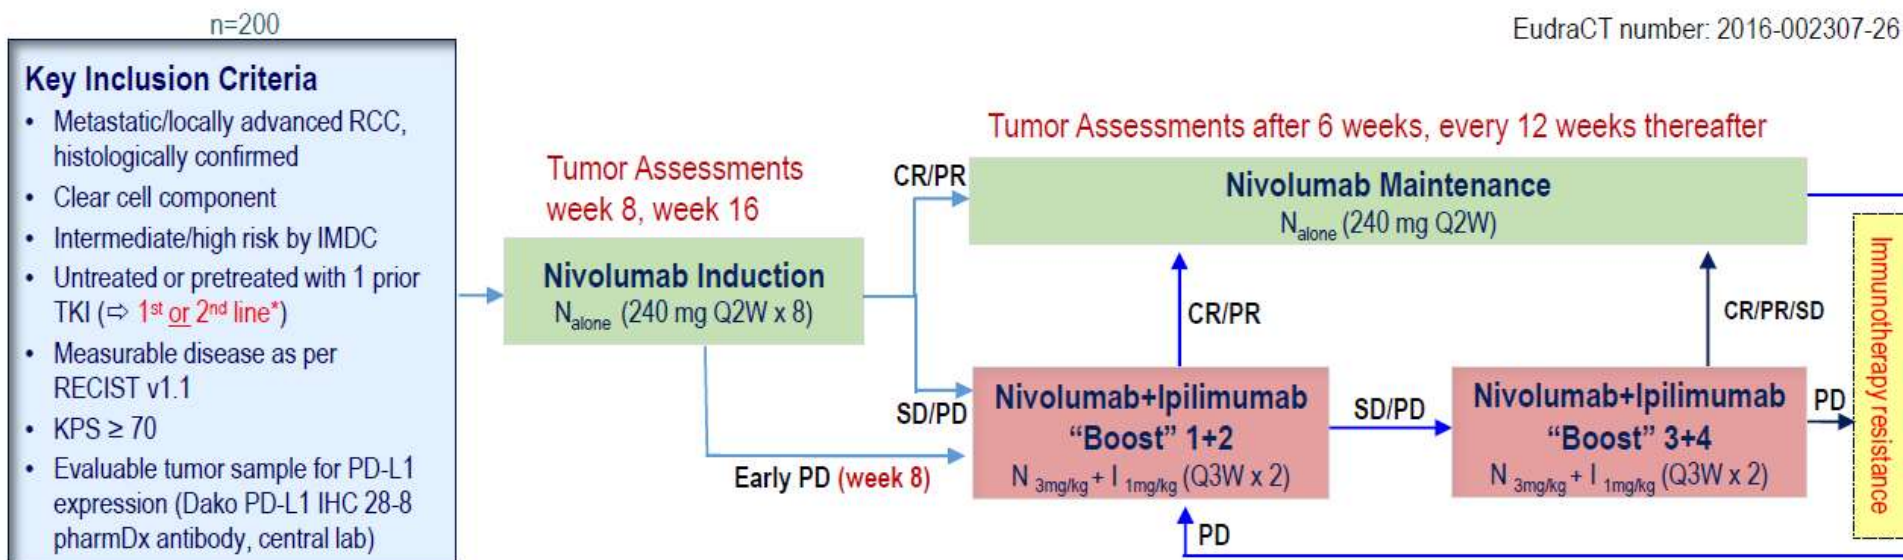 n=200
EudraCT number: 2016-002307-26
Key Inclusion Criteria
• Metastatic/locally advanced RCC,
histologically confirmed
• Clear cell component
• Intermediate/high risk by IMDC
• Untreated or pretreated with 1 prior
TKI (⇨ 1st or 2nd line*)
• Measurable disease as per
RECIST v1.1
• KPS ≥ 70
• Evaluable tumor sample for PD-L1
expression (Dako PD-L1 IHC 28-8
pharmDx antibody, central lab)
Tumor Assessments
week 8, week 16
Nivolumab Induction
Nalone (240 mg Q2W x 8)
Early PD (week 8)
CR/PR
SD/PD
Tumor Assessments after 6 weeks, every 12 weeks thereafter
Nivolumab Maintenance
Nalone (240 mg Q2W)
CR/PR
CR/PR/SD
Nivolumab+Ipilimumab
“Boost” 1+2
N 3mg/kg + I 1mg/kg (Q3W x 2)
SD/PD
Nivolumab+Ipilimumab
“Boost” 3+4
N 3mg/kg + I 1mg/kg (Q3W x 2)
PD
PD
Immunotherapy resistance